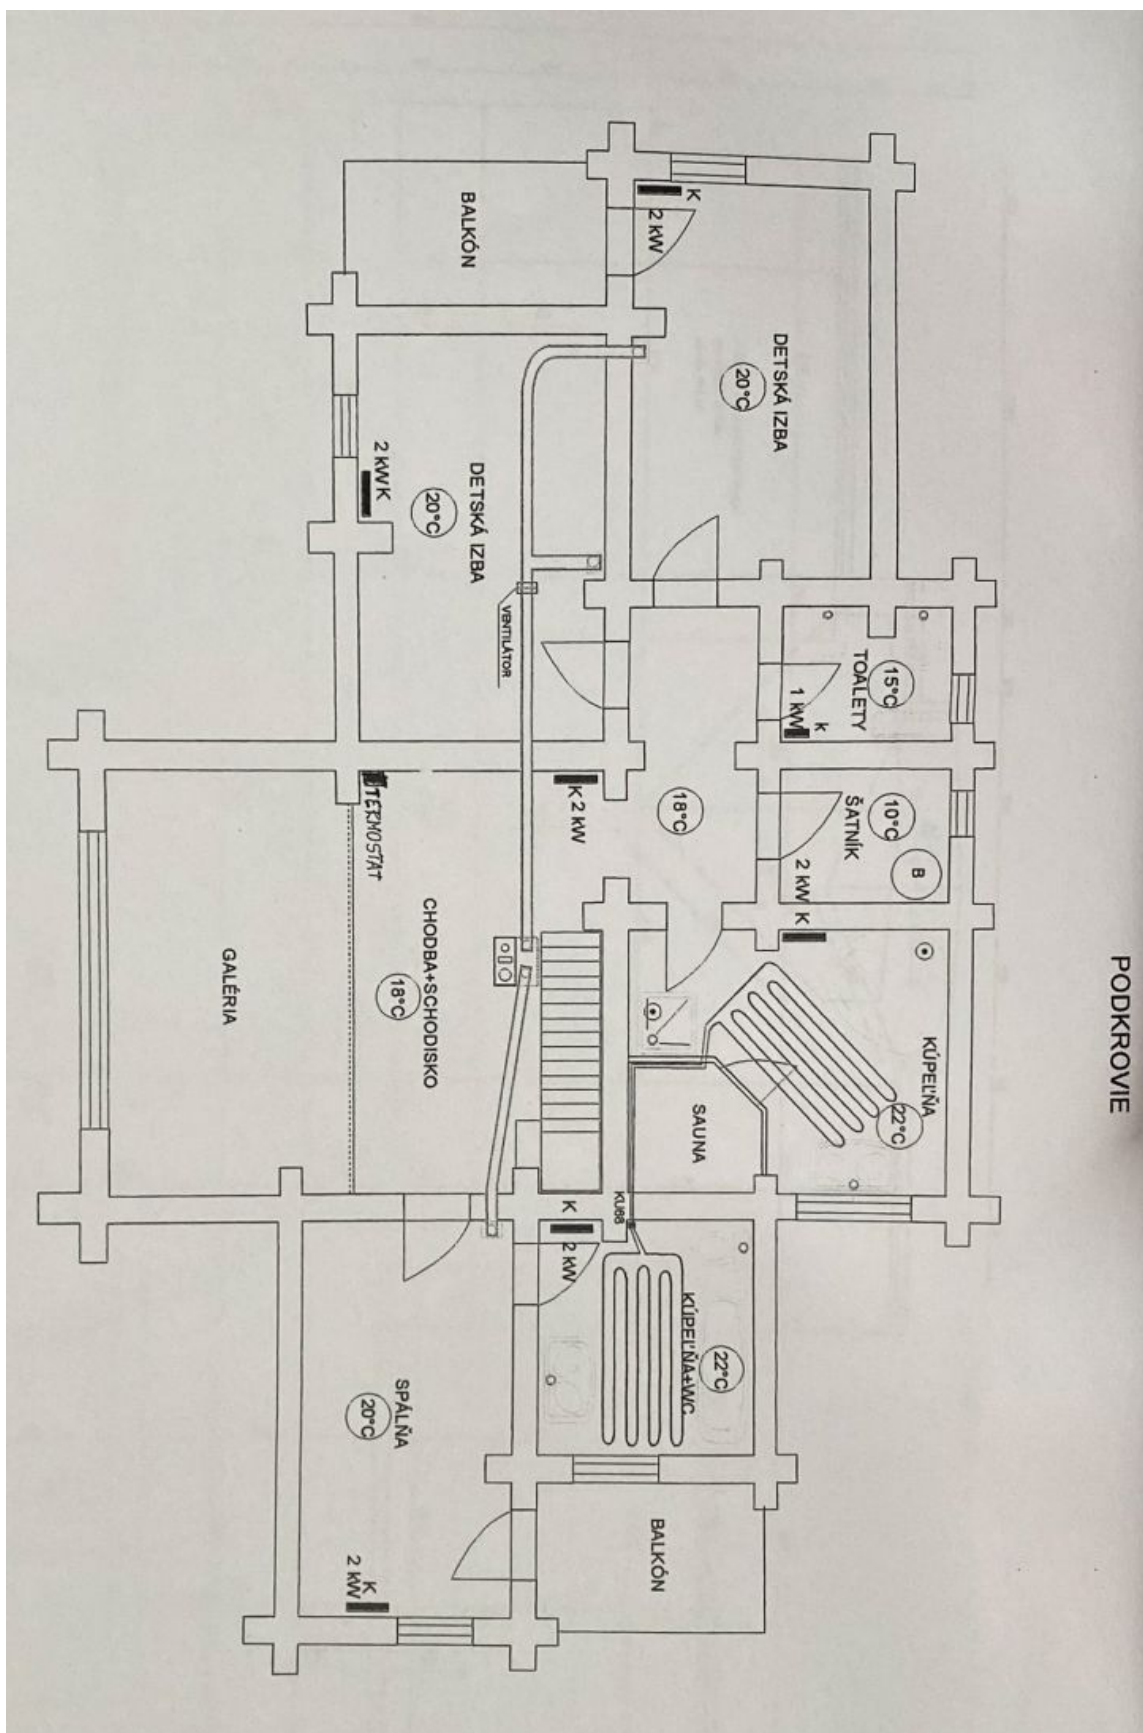 PODKROVIE
BALKÓN
K
2 kW
DETSKÁ IZBA
20°C
2 kW K
DETSKÁ IZBA
20°C
VENTILÁTOR
TOALETY
15°C
k
1 kW
ŠATNÍK
10°C
B
18°C
K 2 kW
TERMOSTAT
2 kW K
KÚPEĽŇA
22°C
SAUNA
CHODBA+SCHODISKO
18°C
GALÉRIA
KU68
K
2 kW
KÚPEĽŇA+WC
22°C
SPÁLŇA
20°C
K
2 kW
BALKÓN